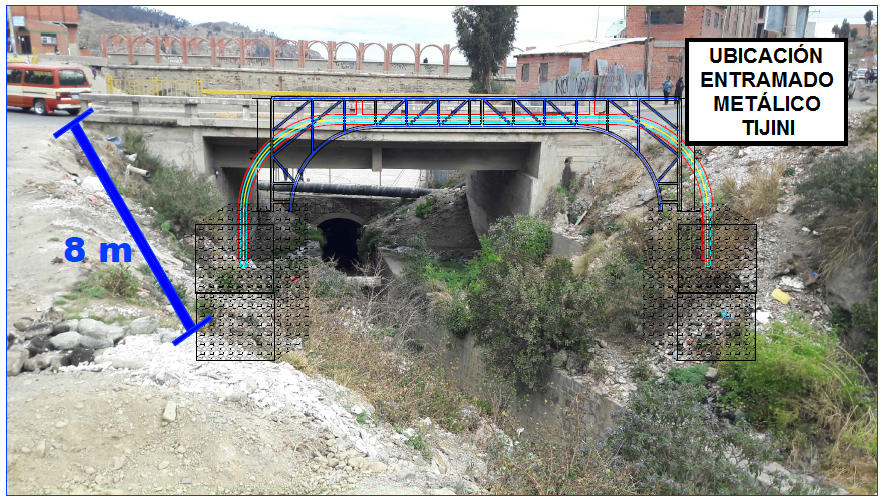 UBICACIÓN
ENTRAMADO
METÁLICO
TIJINI
8 m